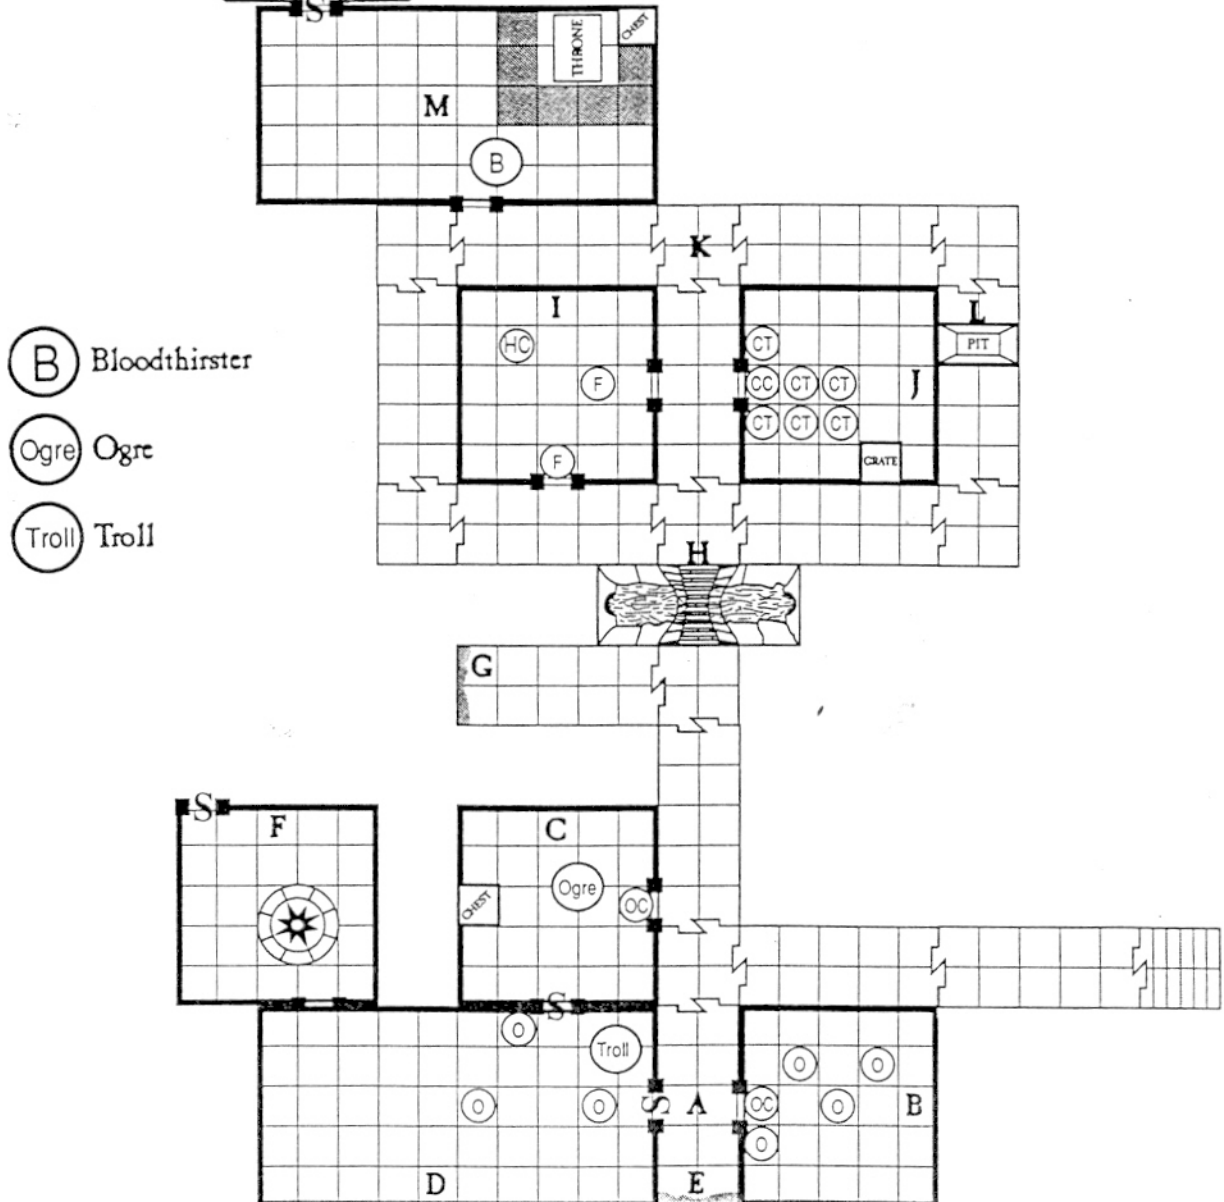 S
THRONE
CHEST
M
B
K
I
L
HC
CT
PIT
B Bloodthirster
F
CC CT CT
J
CT CT CT
Ogre Ogre
F
GRATE
Troll Troll
H
G
S
F
C
Ogre
CHEST
OC
S
O
Troll
O
O
O
O
S
A
OC
O
B
O
D
E